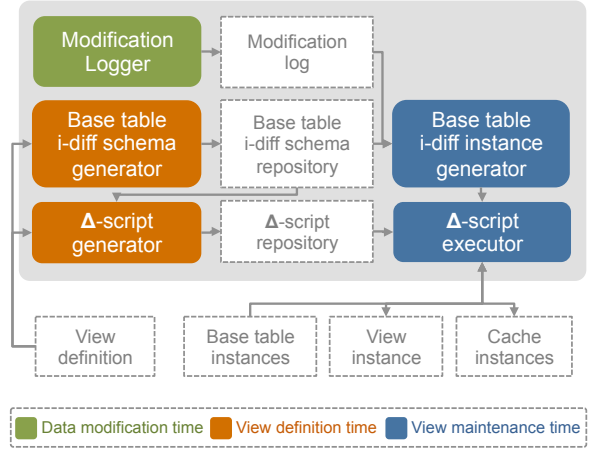 Modification
Logger
Modification
log
Base table
i-diff schema
generator
Base table
i-diff schema
repository
Base table
i-diff instance
generator
Δ-script
generator
Δ-script
repository
Δ-script
executor
View
definition
Base table
instances
View
instance
Cache
instances
Data modification time
View definition time
View maintenance time